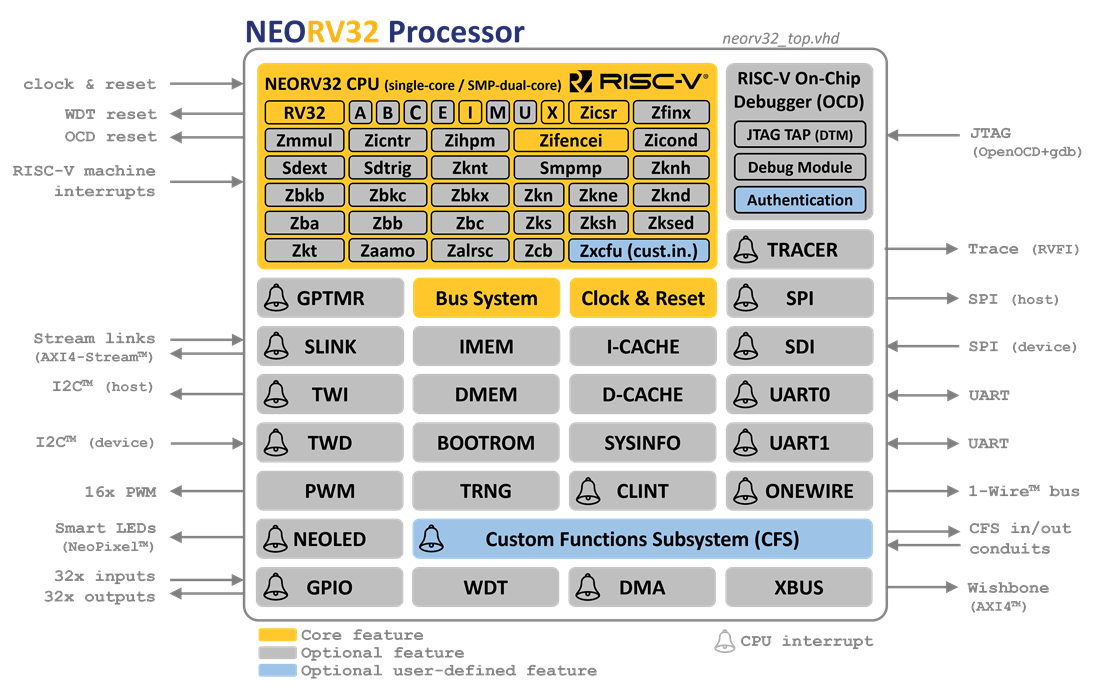 NEORV32 Processor
neorv32_top.vhd
clock & reset
WDT reset
OCD reset
RISC-V machine
interrupts
Stream links
(AXI4-Stream™)
I2C™ (host)
I2C™ (device)
16x PWM
Smart LEDs
(NeoPixel™)
32x inputs
32x outputs
NEORV32 CPU (single-core / SMP-dual-core) RISC-V®
RV32 A B C E I M U X Zicsr Zfinx
Zmmul Zicntr Zihpm Zifencei Zicond
Sdext Sdtrig Zknt Smpmp Zknh
Zbkb Zbkc Zbkx Zkn Zkne Zknd
Zba Zbb Zbc Zks Zksh Zksed
Zkt Zaamo Zalrsc Zcb Zxcfu (cust.in.)
RISC-V On-Chip
Debugger (OCD)
JTAG TAP (DTM)
Debug Module
Authentication
TRACER
GPTMR Bus System Clock & Reset SPI
SLINK IMEM I-CACHE SDI
TWI DMEM D-CACHE UART0
TWD BOOTROM SYSINFO UART1
PWM TRNG CLINT ONEWIRE
NEOLED Custom Functions Subsystem (CFS)
GPIO WDT DMA XBUS
JTAG
(OpenOCD+gdb)
Trace (RVFI)
SPI (host)
SPI (device)
UART
UART
1-Wire™ bus
CFS in/out
conduits
Wishbone
(AXI4™)
Core feature
Optional feature
Optional user-defined feature
CPU interrupt